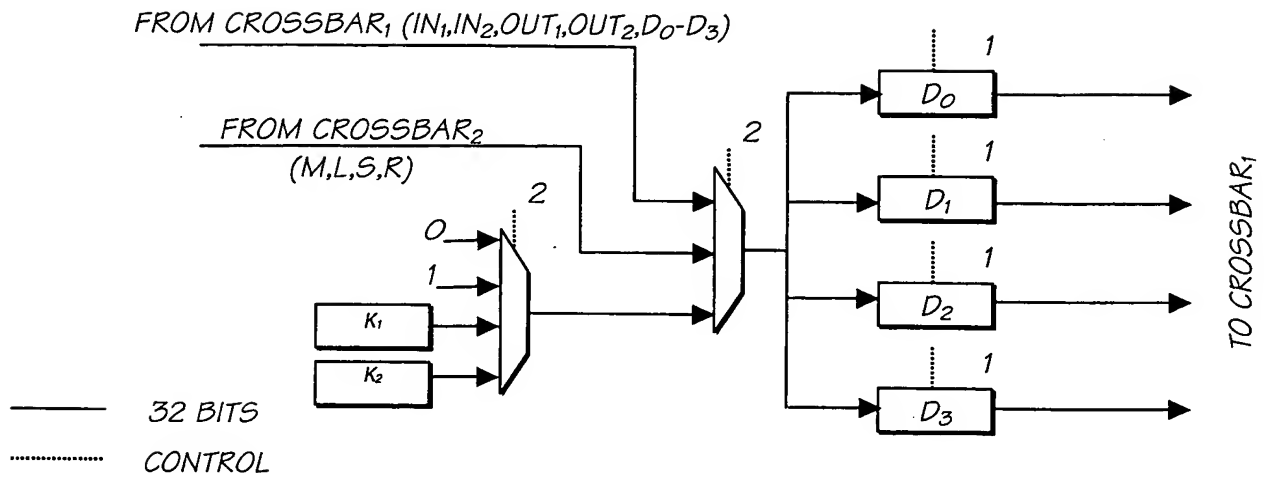 FROM CROSSBAR₁ (IN₁,IN₂,OUT₁,OUT₂,D₀-D₃)
1
D₀
FROM CROSSBAR₂
(M,L,S,R)
2
1
D₁
2
0
1
K₁
K₂
1
D₂
1
D₃
TO CROSSBAR₁
32 BITS
CONTROL